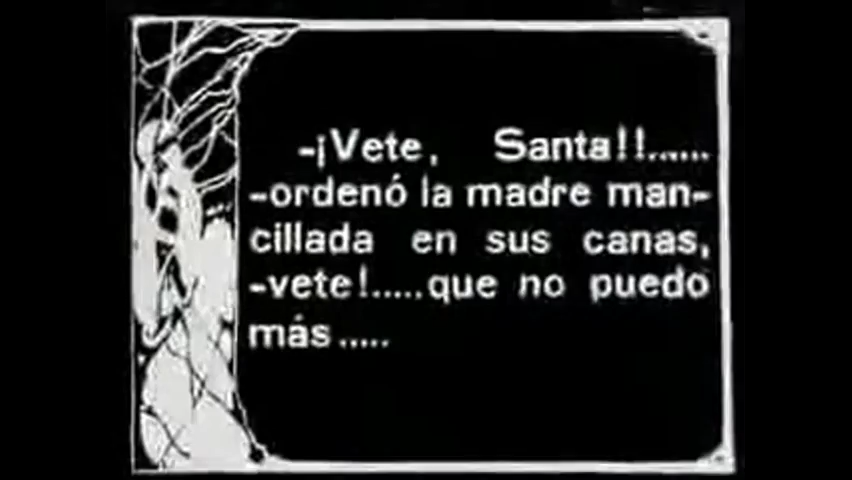 -¡Vete, Santa!!......
-ordenó la madre man-
cillada en sus canas,
-vete!.....que no puedo
más.....